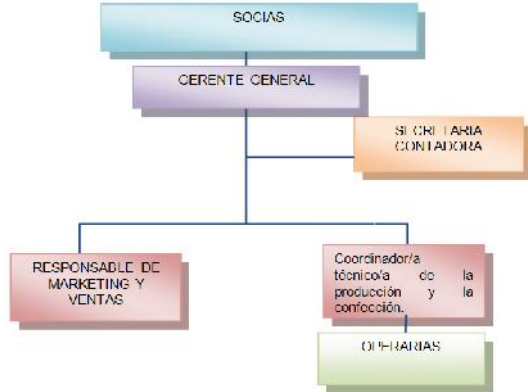 SOCIAS
GERENTE GENERAL
SECRETARIA
CONTADORA
RESPONSABLE DE
MARKETING Y
VENTAS
Coordinador/a
técnico/a de la
producción y la
confección.
OPERARIAS